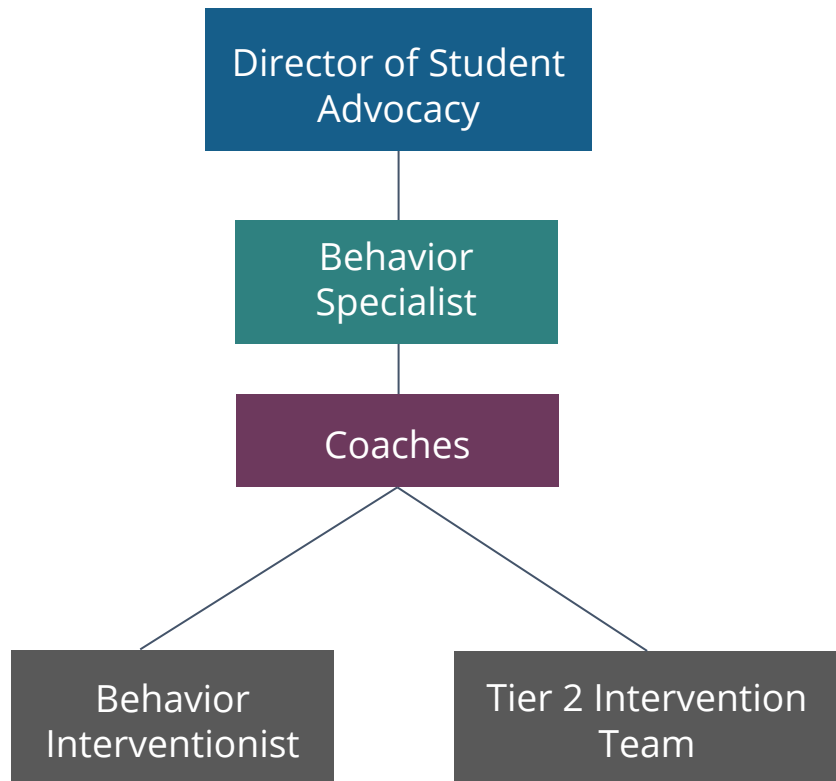 Director of Student
Advocacy
Behavior
Specialist
Coaches
Behavior
Interventionist
Tier 2 Intervention
Team